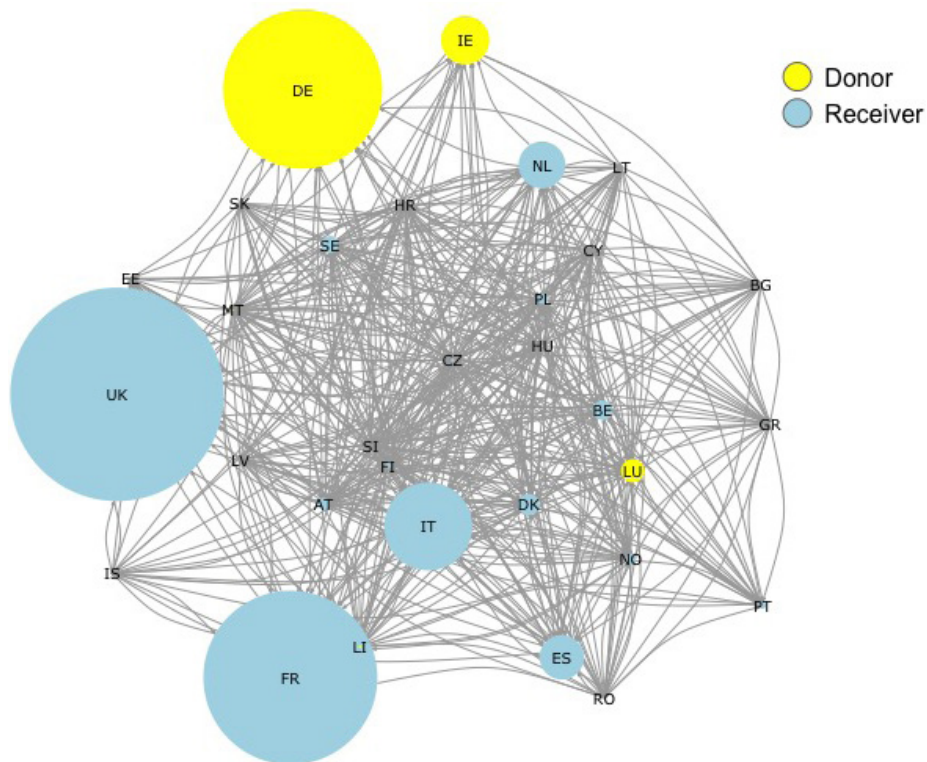 IE
DE
Donor
Receiver
NL
LT
SK
HR
SE
CY
EE
BG
PL
MT
HU
CZ
UK
BE
GR
SI
LV
FI
LU
AT
DK
IT
NO
IS
PT
LI
ES
FR
RO